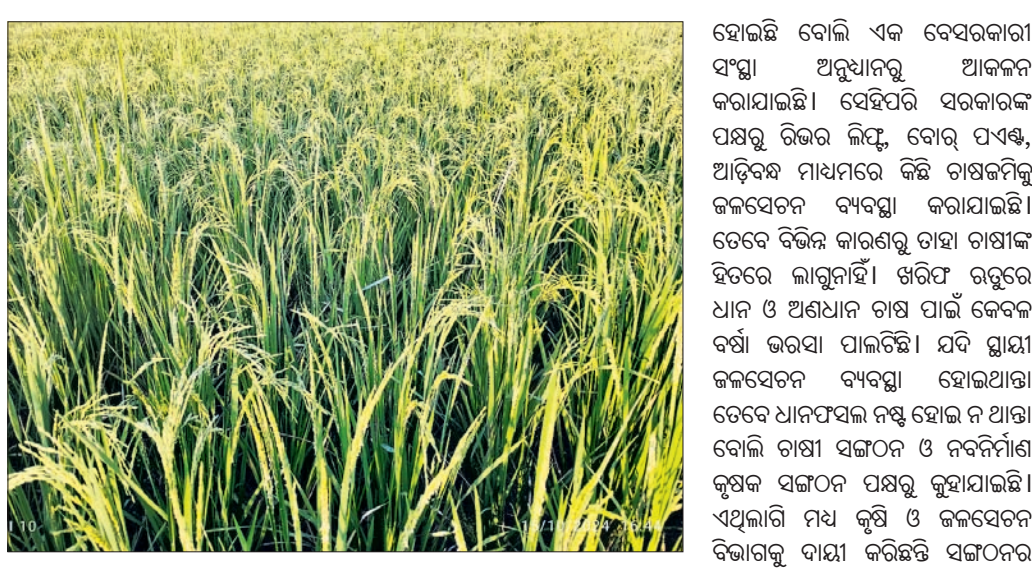 ହୋଇଛି ବୋଲି ଏକ ବେସରକାରୀ
ସଂସ୍ଥା ଅନୁଧ୍ୟାନରୁ ଆକଳନ
କରାଯାଇଛି। ସେହିପରି ସରକାରଙ୍କ
ପକ୍ଷରୁ ରିଭର ଲିଫ୍ଟ, ବୋର୍ ପଏଣ୍ଟ,
ଆଡ଼ିବନ୍ଧ ମାଧ୍ୟମରେ କିଛି ଚାଷଜମିକୁ
ଜଳସେଚନ ବ୍ୟବସ୍ଥା କରାଯାଇଛି।
ତେବେ ବିଭିନ୍ନ କାରଣରୁ ତାହା ଚାଷୀଙ୍କ
ହିତରେ ଲାଗୁନାହିଁ। ଖରିଫ ଋତୁରେ
ଧାନ ଓ ଅଣଧାନ ଚାଷ ପାଇଁ କେବଳ
ବର୍ଷା ଭରସା ପାଲଟିଛି। ଯଦି ସ୍ଥାୟୀ
ଜଳସେଚନ ବ୍ୟବସ୍ଥା ହୋଇଥାନ୍ତା
ତେବେ ଧାନଫସଲ ନଷ୍ଟ ହୋଇ ନ ଥାନ୍ତା
ବୋଲି ଚାଷୀ ସଙ୍ଗଠନ ଓ ନବନିର୍ମାଣ
କୃଷକ ସଙ୍ଗଠନ ପକ୍ଷରୁ କୁହାଯାଇଛି।
ଏଥିଲାଗି ମଧ୍ୟ କୃଷି ଓ ଜଳସେଚନ
ବିଭାଗକୁ ଦାୟୀ କରିଛନ୍ତି ସଙ୍ଗଠନର